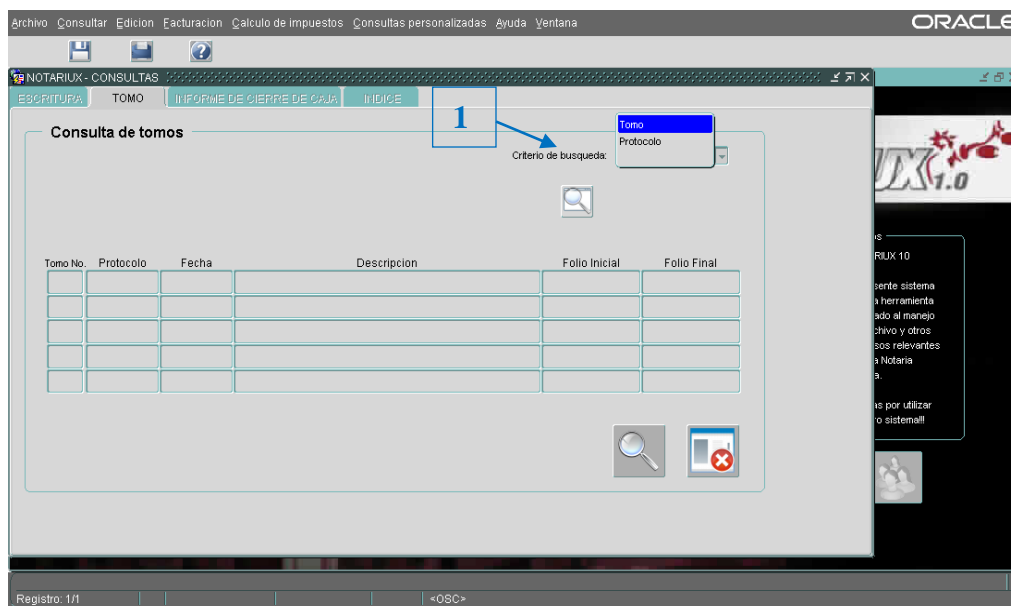 Archivo Consultar Edicion Facturacion Calculo de impuestos Consultas personalizadas Ayuda Ventana
ORACLE
NOTARIUX - CONSULTAS
ESCRITURA TOMO INFORME DE CIERRE DE CAJA INDICE
1
Consulta de tomos
Tomo
Protocolo
Criterio de busqueda:
Tomo No. Protocolo Fecha Descripcion Folio Inicial Folio Final
UX 1.0
os
RIUX 10
sente sistema
a herramienta
ado al manejo
chivo y otros
sos relevantes
a Notaria
a.
as por utilizar
ro sistema!!!
Registro: 1/1
<OSC>